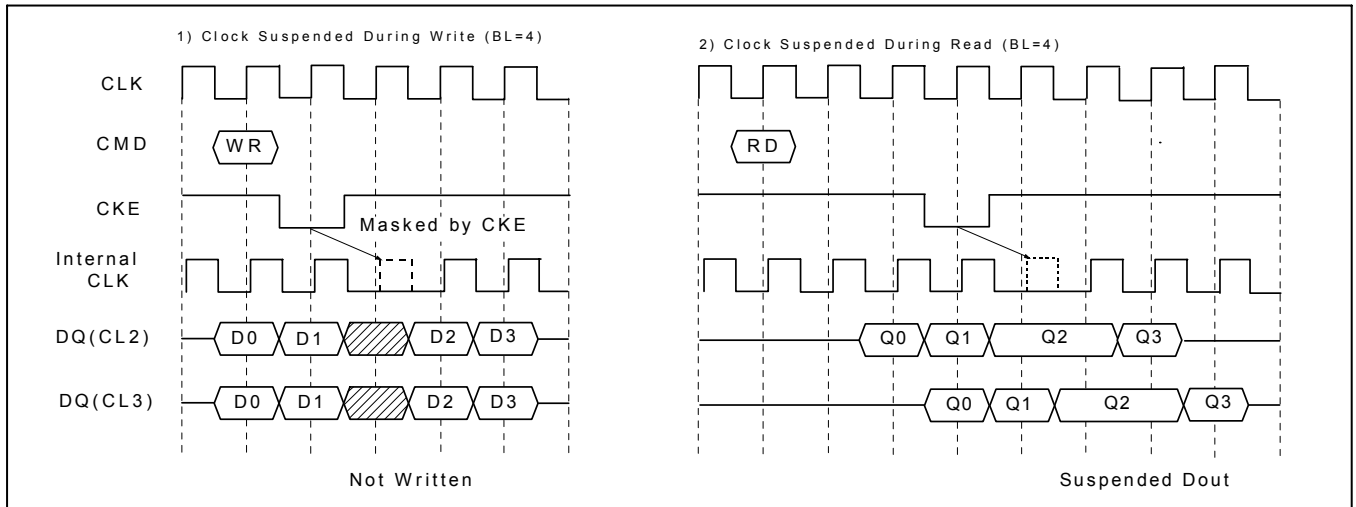 1) Clock Suspended During Write (BL=4)
2) Clock Suspended During Read (BL=4)
CLK
CMD
WR
RD
CKE
Masked by CKE
Internal
CLK
DQ(CL2)
D0 D1 D2 D3
Q0 Q1 Q2 Q3
DQ(CL3)
D0 D1 D2 D3
Q0 Q1 Q2 Q3
Not Written
Suspended Dout